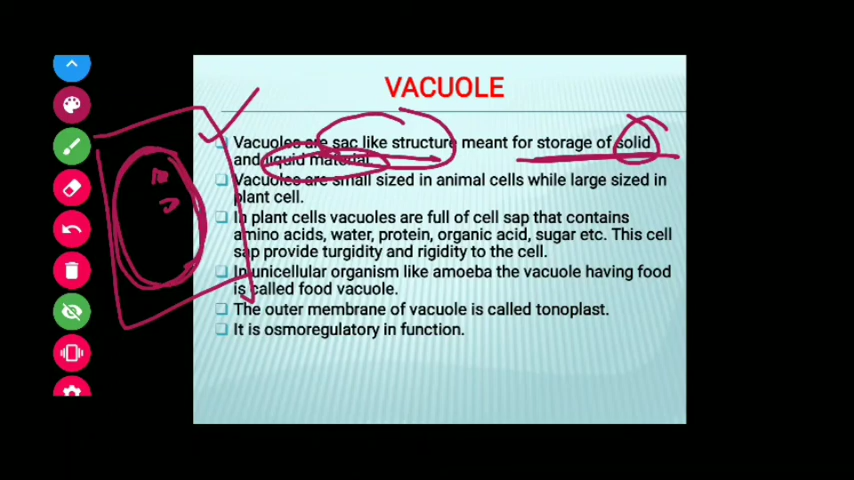 VACUOLE
Vacuoles are sac like structure meant for storage of solid
and liquid material.
Vacuoles are small sized in animal cells while large sized in
plant cell.
In plant cells vacuoles are full of cell sap that contains
amino acids, water, protein, organic acid, sugar etc. This cell
sap provide turgidity and rigidity to the cell.
In unicellular organism like amoeba the vacuole having food
is called food vacuole.
The outer membrane of vacuole is called tonoplast.
It is osmoregulatory in function.